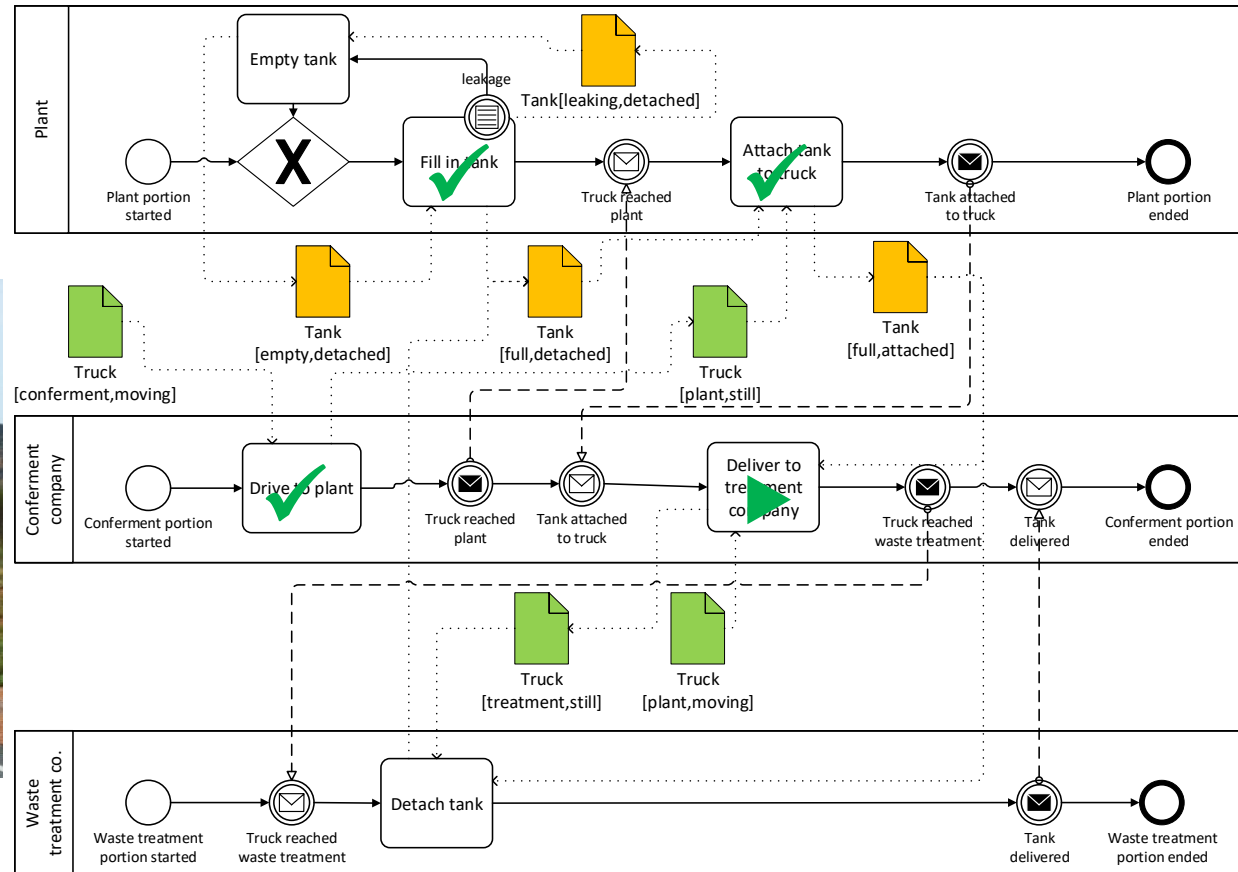 Plant
Empty tank
leakage
Tank[leaking,detached]
X
Fill in tank
Attach tank
to truck
Plant portion
started
Truck reached
plant
Tank attached
to truck
Plant portion
ended
Truck
[conferment,moving]
Tank
[empty,detached]
Tank
[full,detached]
Truck
[plant,still]
Tank
[full,attached]
Conferment
company
Drive to plant
Deliver to
treatment
company
Conferment portion
started
Truck reached
plant
Tank attached
to truck
Truck reached
waste treatment
Tank
delivered
Conferment portion
ended
Truck
[treatment,still]
Truck
[plant,moving]
Waste
treatment co.
Detach tank
Waste treatment
portion started
Truck reached
waste treatment
Tank
delivered
Waste treatment
portion ended